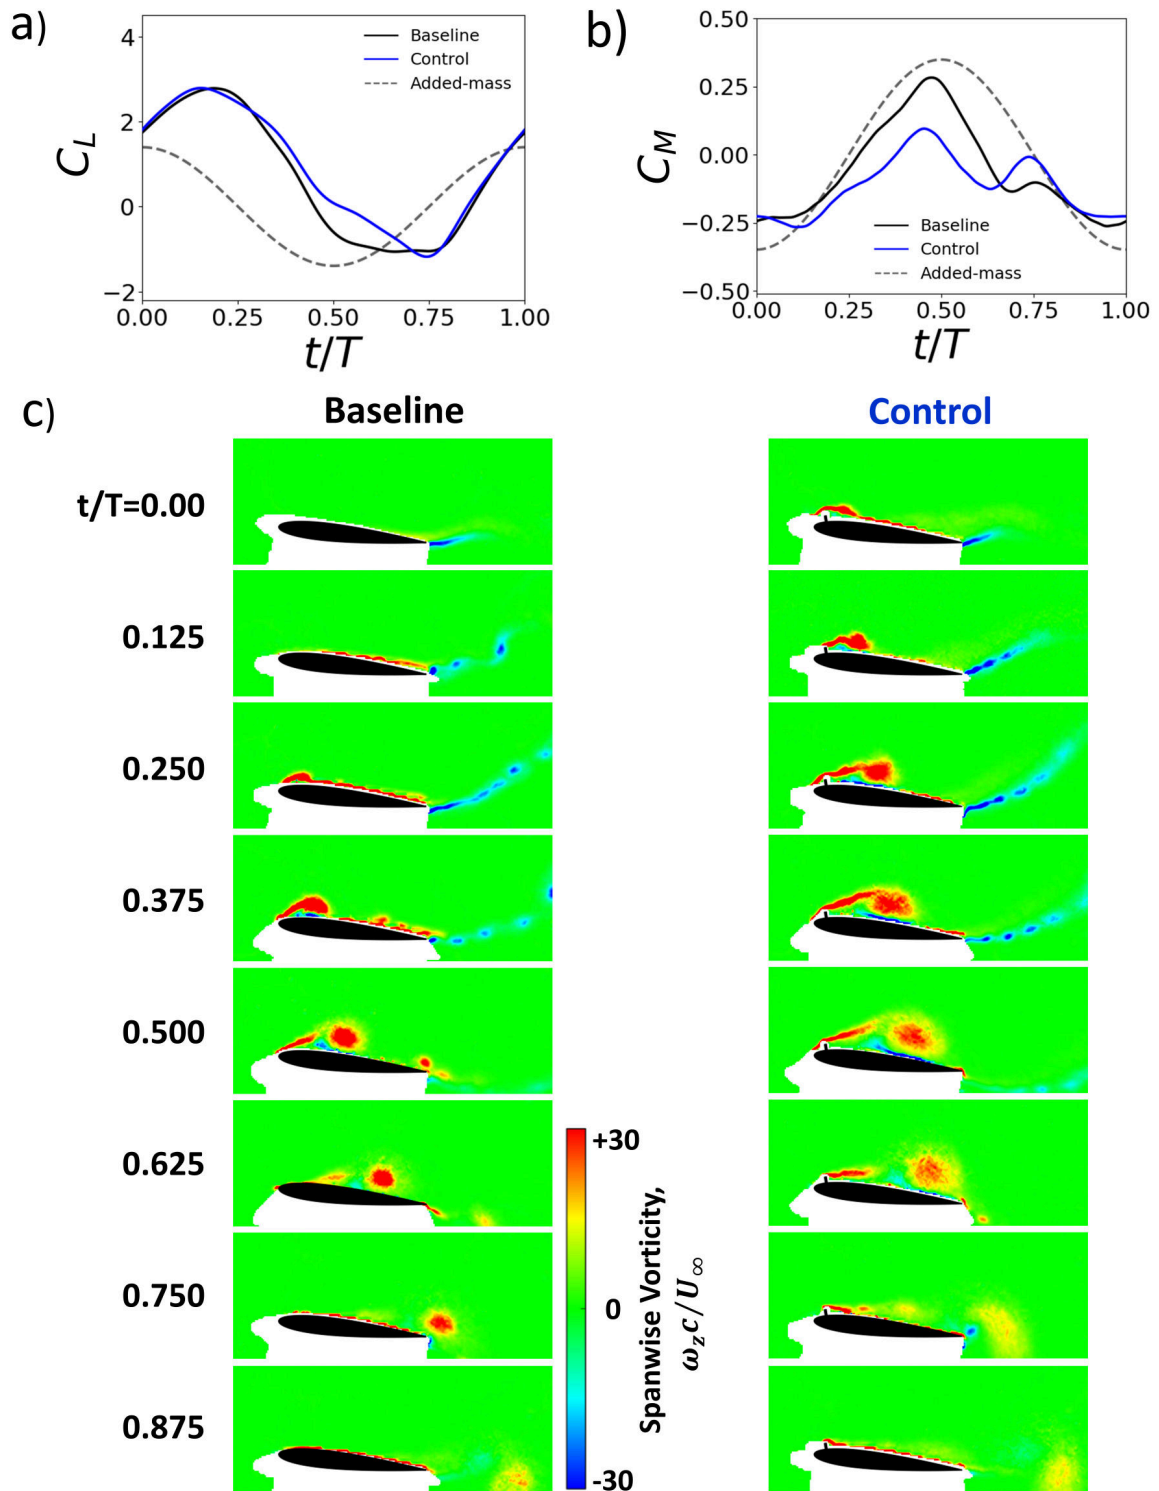 a)
4
2
0
−2
C_L
0.00 0.25 0.50 0.75 1.00
t/T
Baseline
Control
Added-mass
b)
0.50
0.25
0.00
−0.25
−0.50
C_M
0.00 0.25 0.50 0.75 1.00
t/T
Baseline
Control
Added-mass
c)
Baseline
Control
t/T=0.00
0.125
0.250
0.375
0.500
0.625
0.750
0.875
+30
0
-30
Spanwise Vorticity,
ω_z c/U_∞